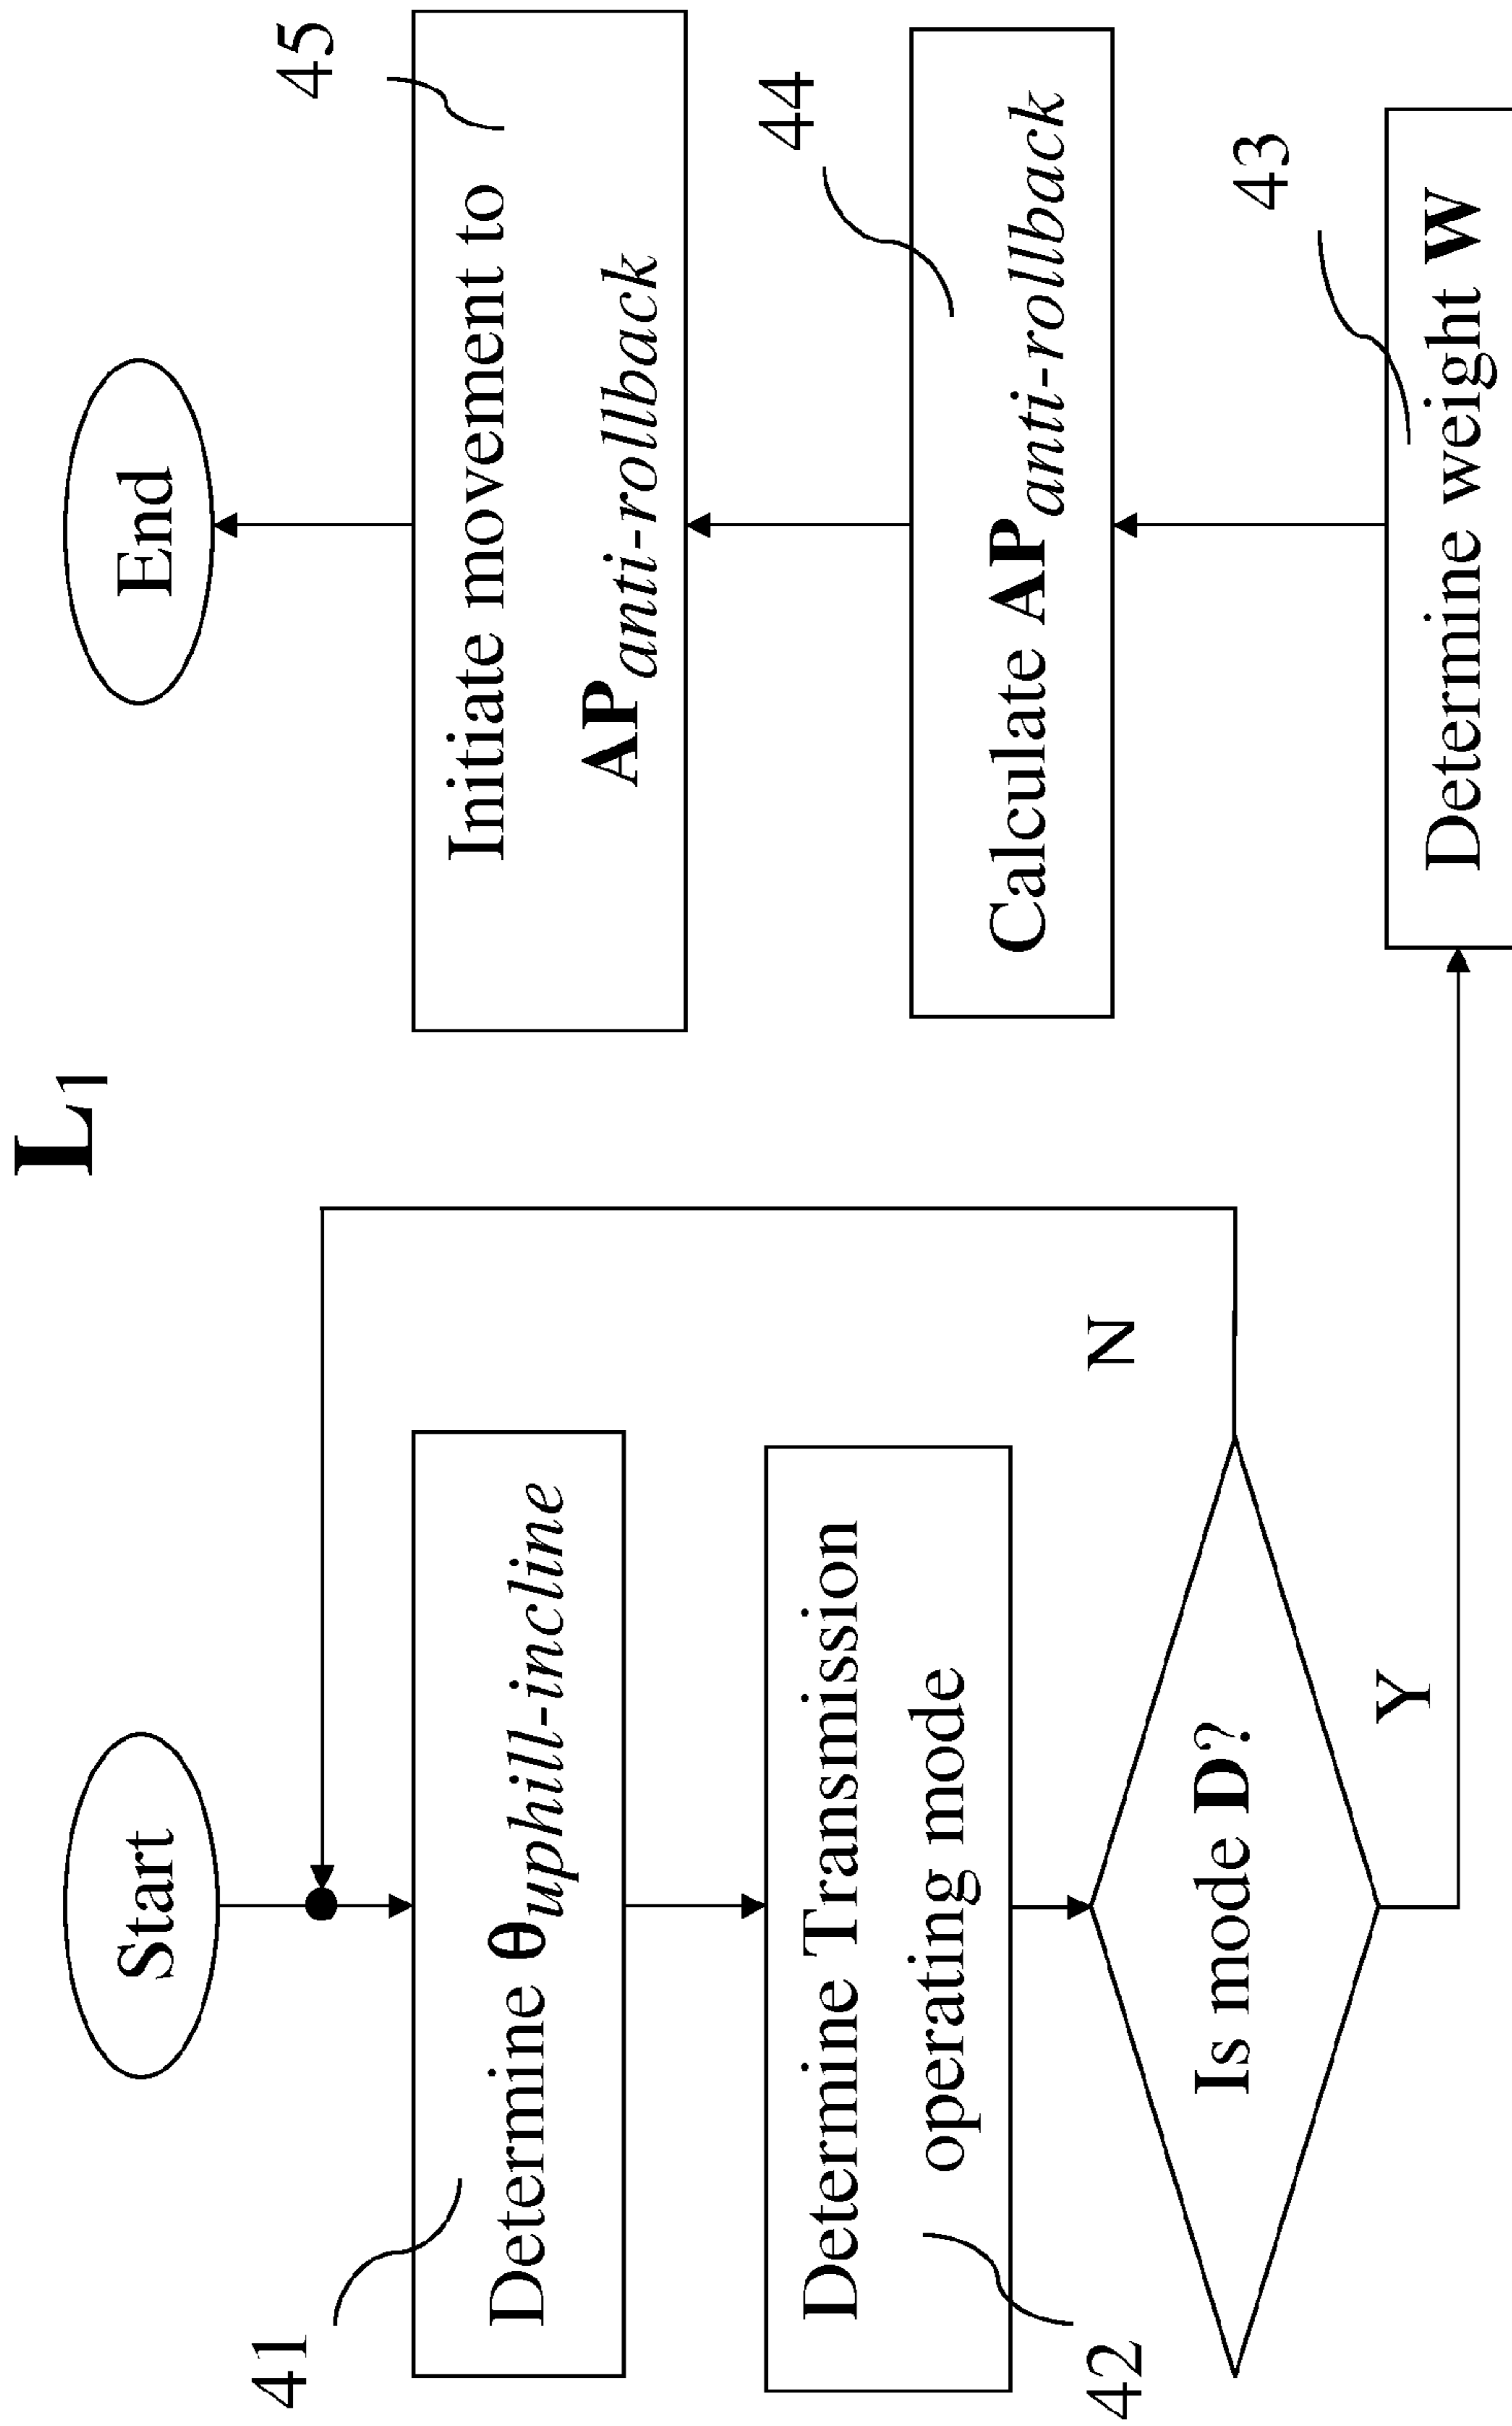 L1
Start
41
Determine θuphill-incline
Determine Transmission
operating mode
42
Is mode D?
N
Y
43
Determine weight W
44
Calculate APanti-rollback
45
Initiate movement to
APanti-rollback
End